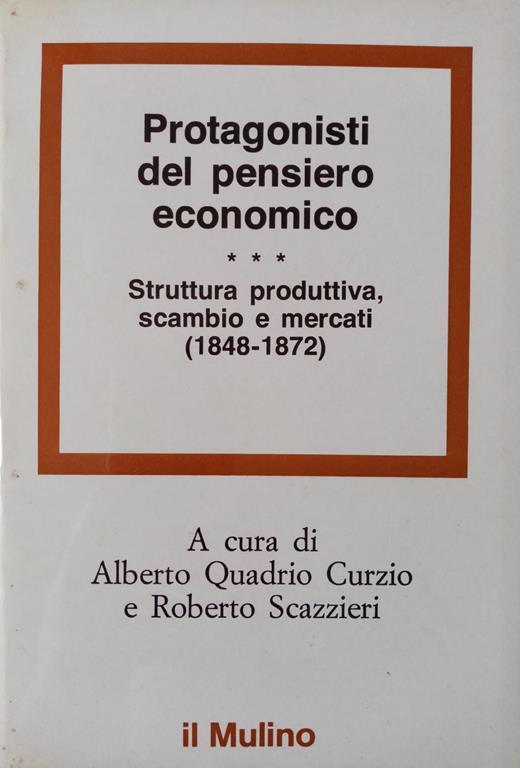 Protagonisti
del pensiero
economico
* * *
Struttura produttiva,
scambio e mercati
(1848-1872)
A cura di
Alberto Quadrio Curzio
e Roberto Scazzieri
il Mulino